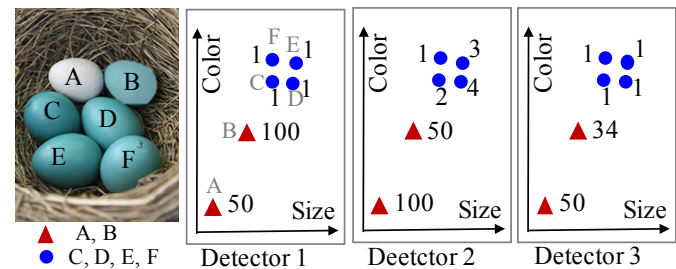 A
B
C
D
E
F 3
A, B
C, D, E, F
Color
F
E
1
1
C
1
D
1
B
100
A
50
Size
Detector 1
Color
1
3
2
4
50
100
Size
Deetctor 2
Color
1
1
1
1
34
50
Size
Detector 3